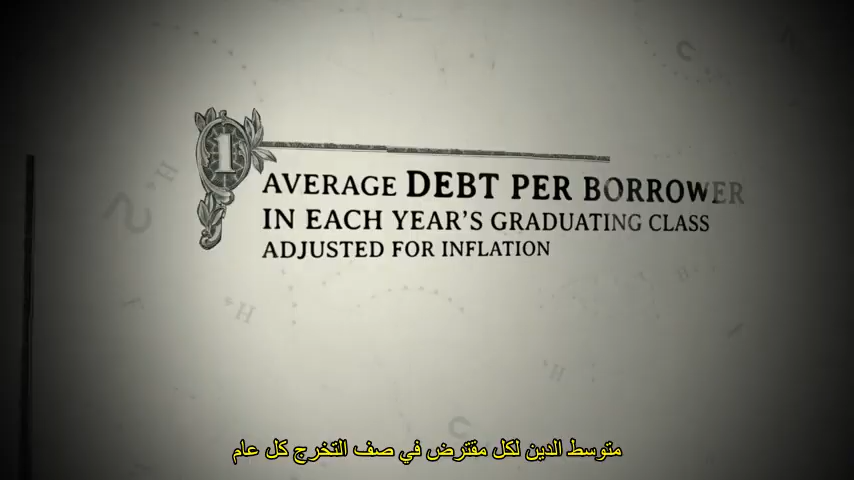 1
AVERAGE DEBT PER BORROWER
IN EACH YEAR'S GRADUATING CLASS
ADJUSTED FOR INFLATION
متوسط الدين لكل مقترض في صف التخرج كل عام